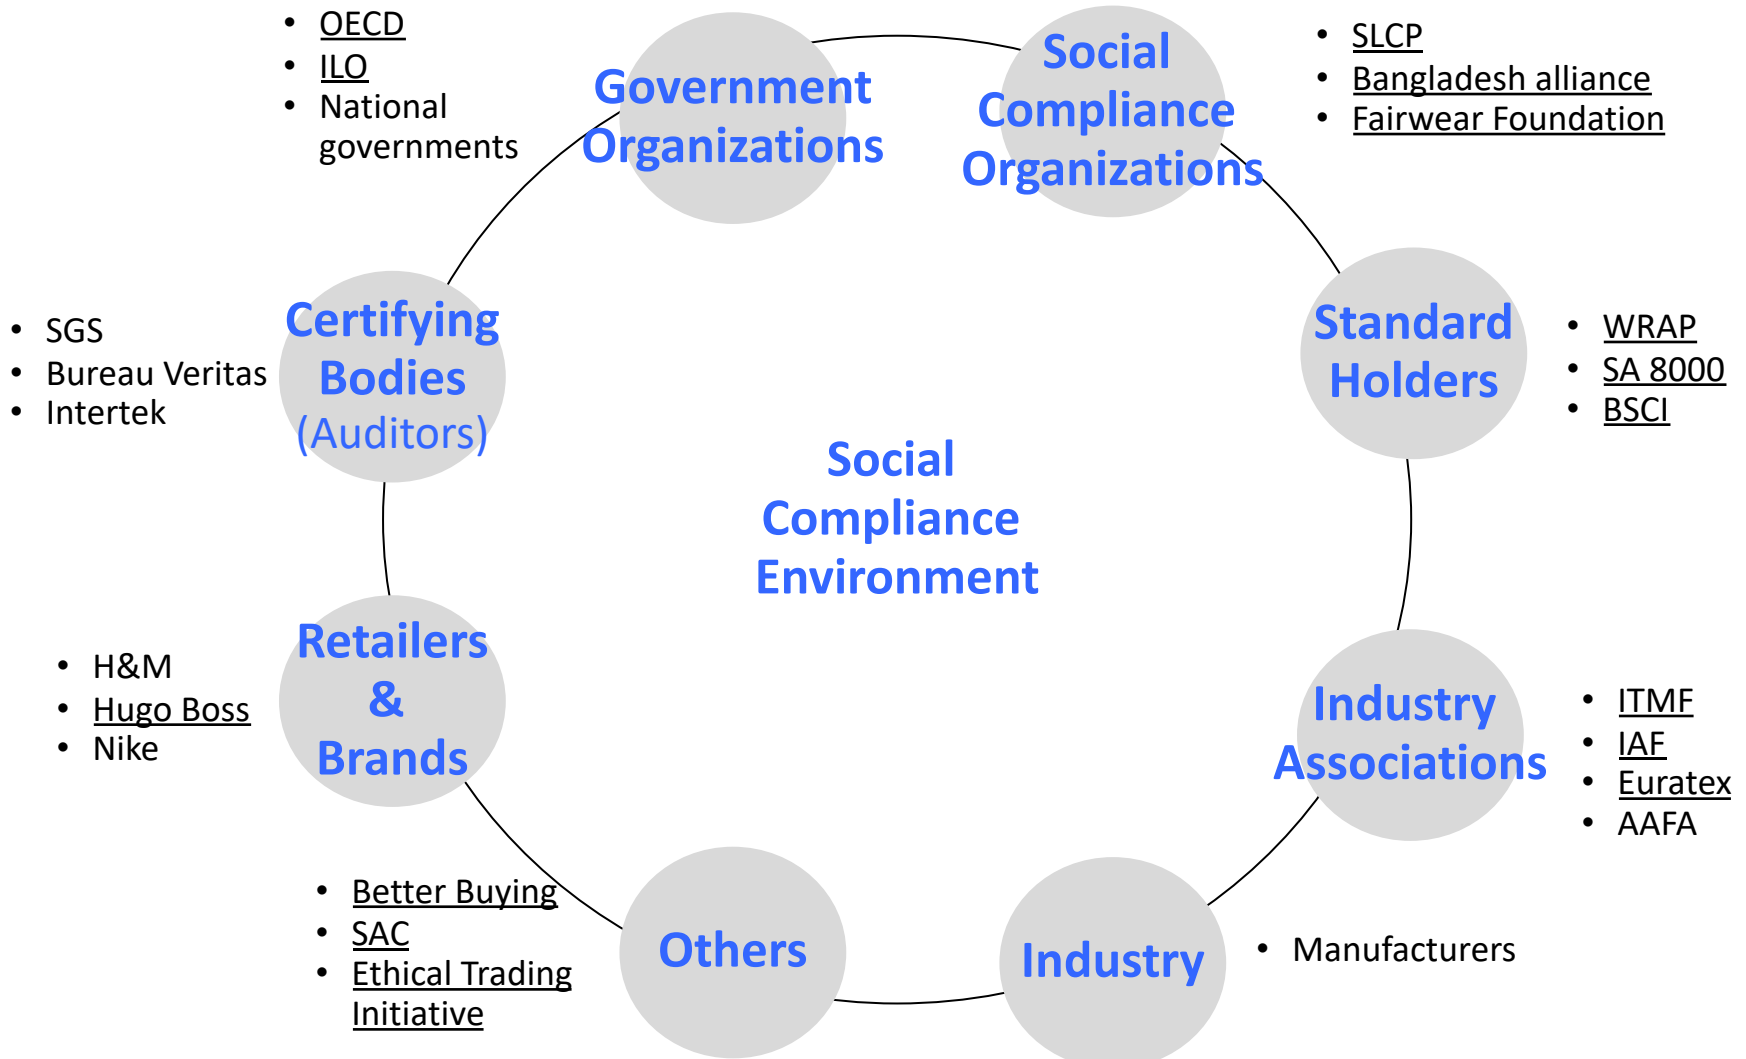 • OECD
• ILO
• National
governments
Government
Organizations
Social
Compliance
Organizations
• SLCP
• Bangladesh alliance
• Fairwear Foundation
• SGS
• Bureau Veritas
• Intertek
Certifying
Bodies
(Auditors)
Standard
Holders
• WRAP
• SA 8000
• BSCI
Social
Compliance
Environment
• H&M
• Hugo Boss
• Nike
Retailers
&
Brands
Industry
Associations
• ITMF
• IAF
• Euratex
• AAFA
• Better Buying
• SAC
• Ethical Trading
Initiative
Others
Industry
• Manufacturers